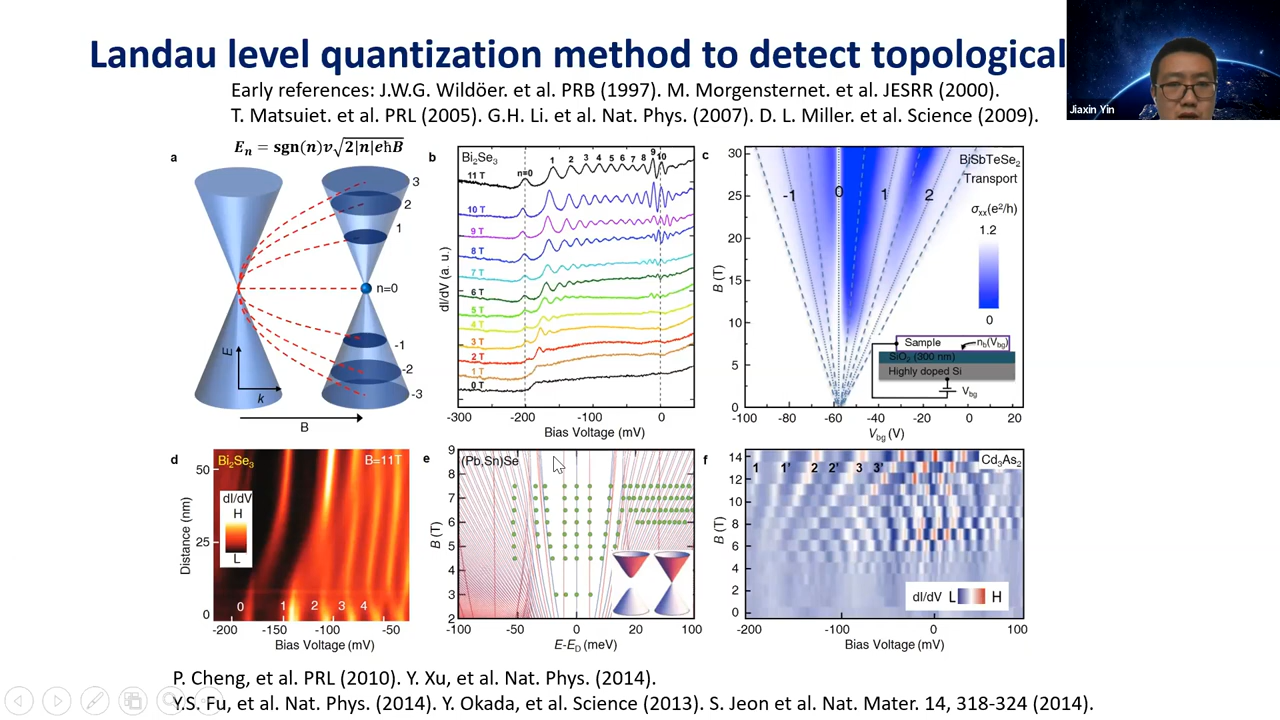 Landau level quantization method to detect topological
Jiaxin Yin
Early references: J.W.G. Wildöer. et al. PRB (1997). M. Morgensternet. et al. JESRR (2000).
T. Matsuiet. et al. PRL (2005). G.H. Li. et al. Nat. Phys. (2007). D. L. Miller. et al. Science (2009).
a
Eₙ = sgn(n)v√2|n|eħB
3
2
1
n=0
-1
-2
-3
E
k
B
b
Bi₂Se₃
n=0
1 2 3 4 5 6 7 8 9 10
11 T
10 T
9 T
8 T
7 T
6 T
5 T
4 T
3 T
2 T
1 T
0 T
dI/dV (a. u.)
-300 -200 -100 0
Bias Voltage (mV)
c
BiSbTeSe₂
Transport
σxx(e²/h)
1.2
0
-1 0 1 2
30
25
20
15
10
5
0
B (T)
Sample
nb(Vbg)
SiO₂ (300 nm)
Highly doped Si
Vbg
-100 -80 -60 -40 -20 0 20
Vbg (V)
d
Bi₂Se₃
B=11T
dI/dV
H
L
50
25
0
Distance (nm)
0 1 2 3 4
-200 -150 -100 -50
Bias Voltage (mV)
e
(Pb,Sn)Se
9
8
7
6
5
4
3
2
B (T)
-100 -50 0 20 100
E-ED (meV)
f
Cd₃As₂
1 1' 2 2' 3 3'
14
12
10
8
6
4
2
0
B (T)
dI/dV L H
-200 -100 0 100
Bias Voltage (mV)
P. Cheng, et al. PRL (2010). Y. Xu, et al. Nat. Phys. (2014).
Y.S. Fu, et al. Nat. Phys. (2014). Y. Okada, et al. Science (2013). S. Jeon et al. Nat. Mater. 14, 318-324 (2014).